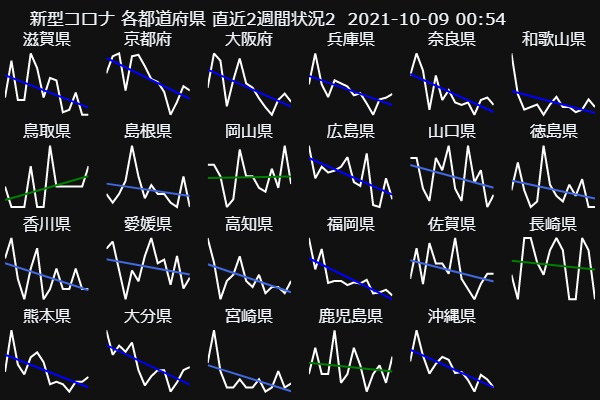 新型コロナ 各都道府県 直近2週間状況2 2021-10-09 00:54
滋賀県 京都府 大阪府 兵庫県 奈良県 和歌山県
鳥取県 島根県 岡山県 広島県 山口県 徳島県
香川県 愛媛県 高知県 福岡県 佐賀県 長崎県
熊本県 大分県 宮崎県 鹿児島県 沖縄県